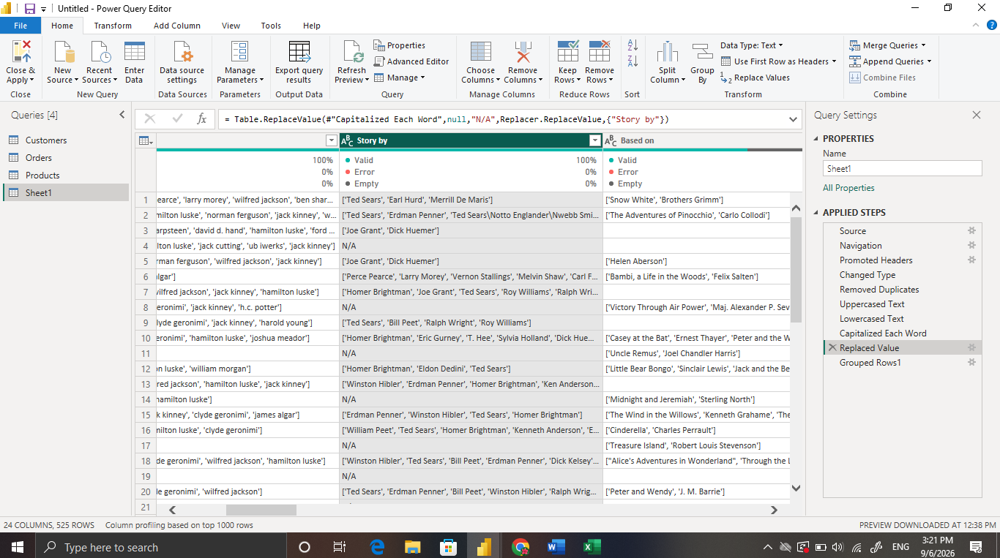 Untitled - Power Query Editor
File Home Transform Add Column View Tools Help
Close & Apply
New Source
Recent Sources
Enter Data
Data source settings
Manage Parameters
Export query results
Refresh Preview
Properties
Advanced Editor
Manage
Choose Columns
Remove Columns
Keep Rows
Remove Rows
Split Column
Group By
Data Type: Text
Use First Row as Headers
Replace Values
Merge Queries
Append Queries
Combine Files
Close
New Query
Data Sources
Parameters
Output Data
Query
Manage Columns
Reduce Rows
Sort
Transform
Combine
Queries [4]
Customers
Orders
Products
Sheet1
= Table.ReplaceValue(#"Capitalized Each Word",null,"N/A",Replacer.ReplaceValue,{"Story by"})
Story by Based on
100% Valid 100% Valid
0% Error 0% Error
0% Empty 0% Empty
1 earce', 'larry morey', 'wilfred jackson', 'ben shar... ['Ted Sears', 'Earl Hurd', 'Merrill De Maris'] ['Snow White', 'Brothers Grimm']
2 milton luske', 'norman ferguson', 'jack kinney', 'w... ['Ted Sears', 'Erdman Penner', 'Ted Sears\Notto Englander\Nwebb Smi... ['The Adventures of Pinocchio', 'Carlo Collodi']
3 arpsteen', 'david d. hand', 'hamilton luske', 'ford ... ['Joe Grant', 'Dick Huemer']
4 lton luske', 'jack cutting', 'ub iwerks', 'jack kinney'] N/A
5 rman ferguson', 'wilfred jackson', 'jack kinney'] ['Joe Grant', 'Dick Huemer'] ['Helen Aberson']
6 algar'] ['Perce Pearce', 'Larry Morey', 'Vernon Stallings', 'Melvin Shaw', 'Carl F... ['Bambi, a Life in the Woods', 'Felix Salten']
7 wilfred jackson', 'jack kinney', 'hamilton luske'] ['Homer Brightman', 'Joe Grant', 'Ted Sears', 'Roy Williams', 'Ralph Wri...
8 geronimi', 'jack kinney', 'h.c. potter'] N/A ['Victory Through Air Power', 'Maj. Alexander P. Sev
9 lyde geronimi', 'jack kinney', 'harold young'] ['Ted Sears', 'Bill Peet', 'Ralph Wright', 'Roy Williams']
10 eronimi', 'hamilton luske', 'joshua meador'] ['Homer Brightman', 'Eric Gurney', 'T. Hee', 'Sylvia Holland', 'Dick Hue... ['Casey at the Bat', 'Ernest Thayer', 'Peter and the W
11 N/A ['Uncle Remus', 'Joel Chandler Harris']
12 n luske', 'william morgan'] ['Homer Brightman', 'Eldon Dedini', 'Ted Sears'] ['Little Bear Bongo', 'Sinclair Lewis', 'Jack and the Be
13 red jackson', 'hamilton luske', 'jack kinney'] ['Winston Hibler', 'Erdman Penner', 'Homer Brightman', 'Ken Anderson...
14 hamilton luske'] N/A ['Midnight and Jeremiah', 'Sterling North']
15 k kinney', 'clyde geronimi', 'james algar'] ['Erdman Penner', 'Winston Hibler', 'Ted Sears', 'Homer Brightman'] ['The Wind in the Willows', 'Kenneth Grahame', 'The
16 milton luske', 'clyde geronimi'] ['William Peet', 'Ted Sears', 'Homer Brightman', 'Kenneth Anderson', 'E... ['Cinderella', 'Charles Perrault']
17 N/A ['Treasure Island', 'Robert Louis Stevenson']
18 de geronimi', 'wilfred jackson', 'hamilton luske'] ['Winston Hibler', 'Ted Sears', 'Bill Peet', 'Erdman Penner', 'Dick Kelsey'... ["Alice's Adventures in Wonderland", 'Through the L
19 N/A
20 le geronimi', 'wilfred jackson'] ['Ted Sears', 'Erdman Penner', 'Bill Peet', 'Winston Hibler', 'Ralph Wrig... ['Peter and Wendy', 'J. M. Barrie']
21
Query Settings
PROPERTIES
Name
Sheet1
All Properties
APPLIED STEPS
Source
Navigation
Promoted Headers
Changed Type
Removed Duplicates
Uppercased Text
Lowercased Text
Capitalized Each Word
Replaced Value
Grouped Rows1
24 COLUMNS, 525 ROWS Column profiling based on top 1000 rows PREVIEW DOWNLOADED AT 12:38 PM
Type here to search
ENG
3:21 PM
9/6/2026